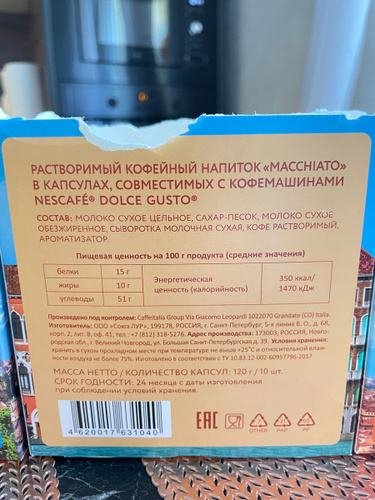 РАСТВОРИМЫЙ КОФЕЙНЫЙ НАПИТОК «MACCHIATO»
В КАПСУЛАХ, СОВМЕСТИМЫХ С КОФЕМАШИНАМИ
NESCAFÉ® DOLCE GUSTO®
СОСТАВ: МОЛОКО СУХОЕ ЦЕЛЬНОЕ, САХАР-ПЕСОК, МОЛОКО СУХОЕ
ОБЕЗЖИРЕННОЕ, СЫВОРОТКА МОЛОЧНАЯ СУХАЯ, КОФЕ РАСТВОРИМЫЙ,
АРОМАТИЗАТОР.
Пищевая ценность на 100 г продукта (средние значения)
белки 15 г
жиры 10 г
углеводы 51 г
Энергетическая ценность (калорийность) 350 ккал/
1470 кДж
Произведено под контролем: Caffeitalia Group Via Giacomo Leopardi 1022070 Grandate (CO) Italia.
Изготовитель: ООО «Союз ЛУР», 199178, РОССИЯ, г. Санкт-Петербург, 5-я линия В. О., д. 68,
корп. 2, лит. В, оф. 41; тел.: +7 (812) 318-5276. Адрес производства: 173003, РОССИЯ, Новго-
родская обл., г. Великий Новгород, ул. Большая Санкт-Петербургская, д. 39. Условия хранения:
хранить в сухом прохладном месте при температуре не выше +25°С и относительной влаж-
ности воздуха не более 75%. Изготовлено в соответствии с ТУ 10.83.12-002-60957796-2017
МАССА НЕТТО / КОЛИЧЕСТВО КАПСУЛ: 120 г / 10 шт.
СРОК ГОДНОСТИ: 24 месяца с даты изготовления
при соблюдении условий хранения.
4620017631040
EAC
OTHER PAP PP